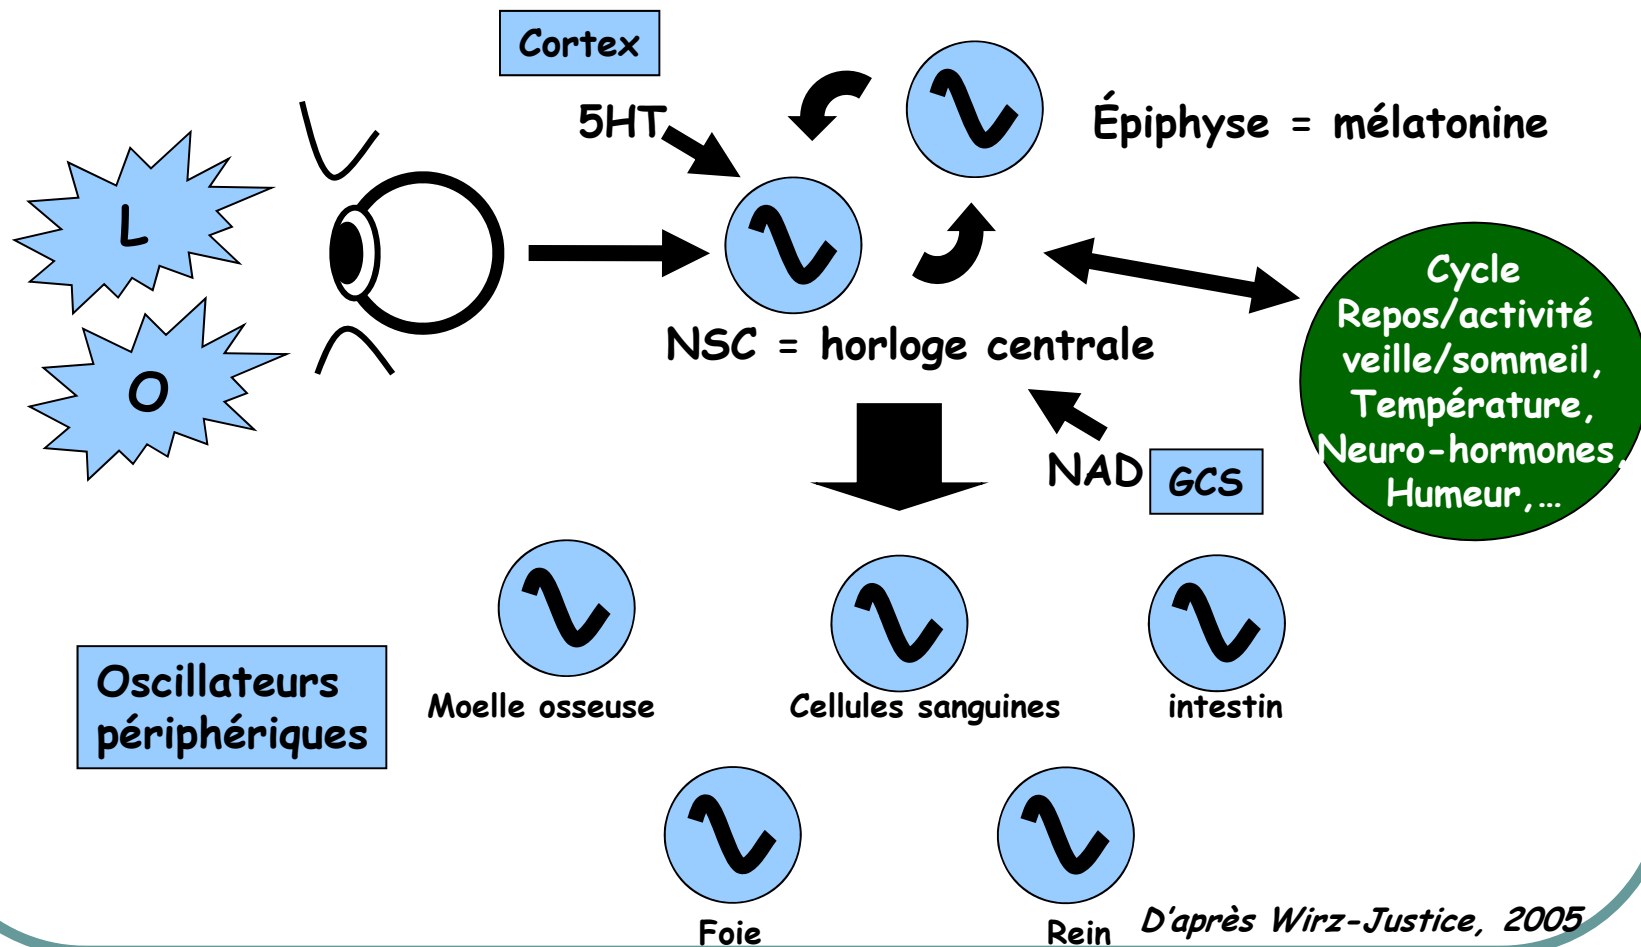 Cortex
5HT
Épiphyse = mélatonine
L
O
NSC = horloge centrale
Cycle
Repos/activité
veille/sommeil,
Température,
Neuro-hormones,
Humeur,...
NAD
GCS
Oscillateurs
périphériques
Moelle osseuse
Cellules sanguines
intestin
Foie
Rein
D'après Wirz-Justice, 2005